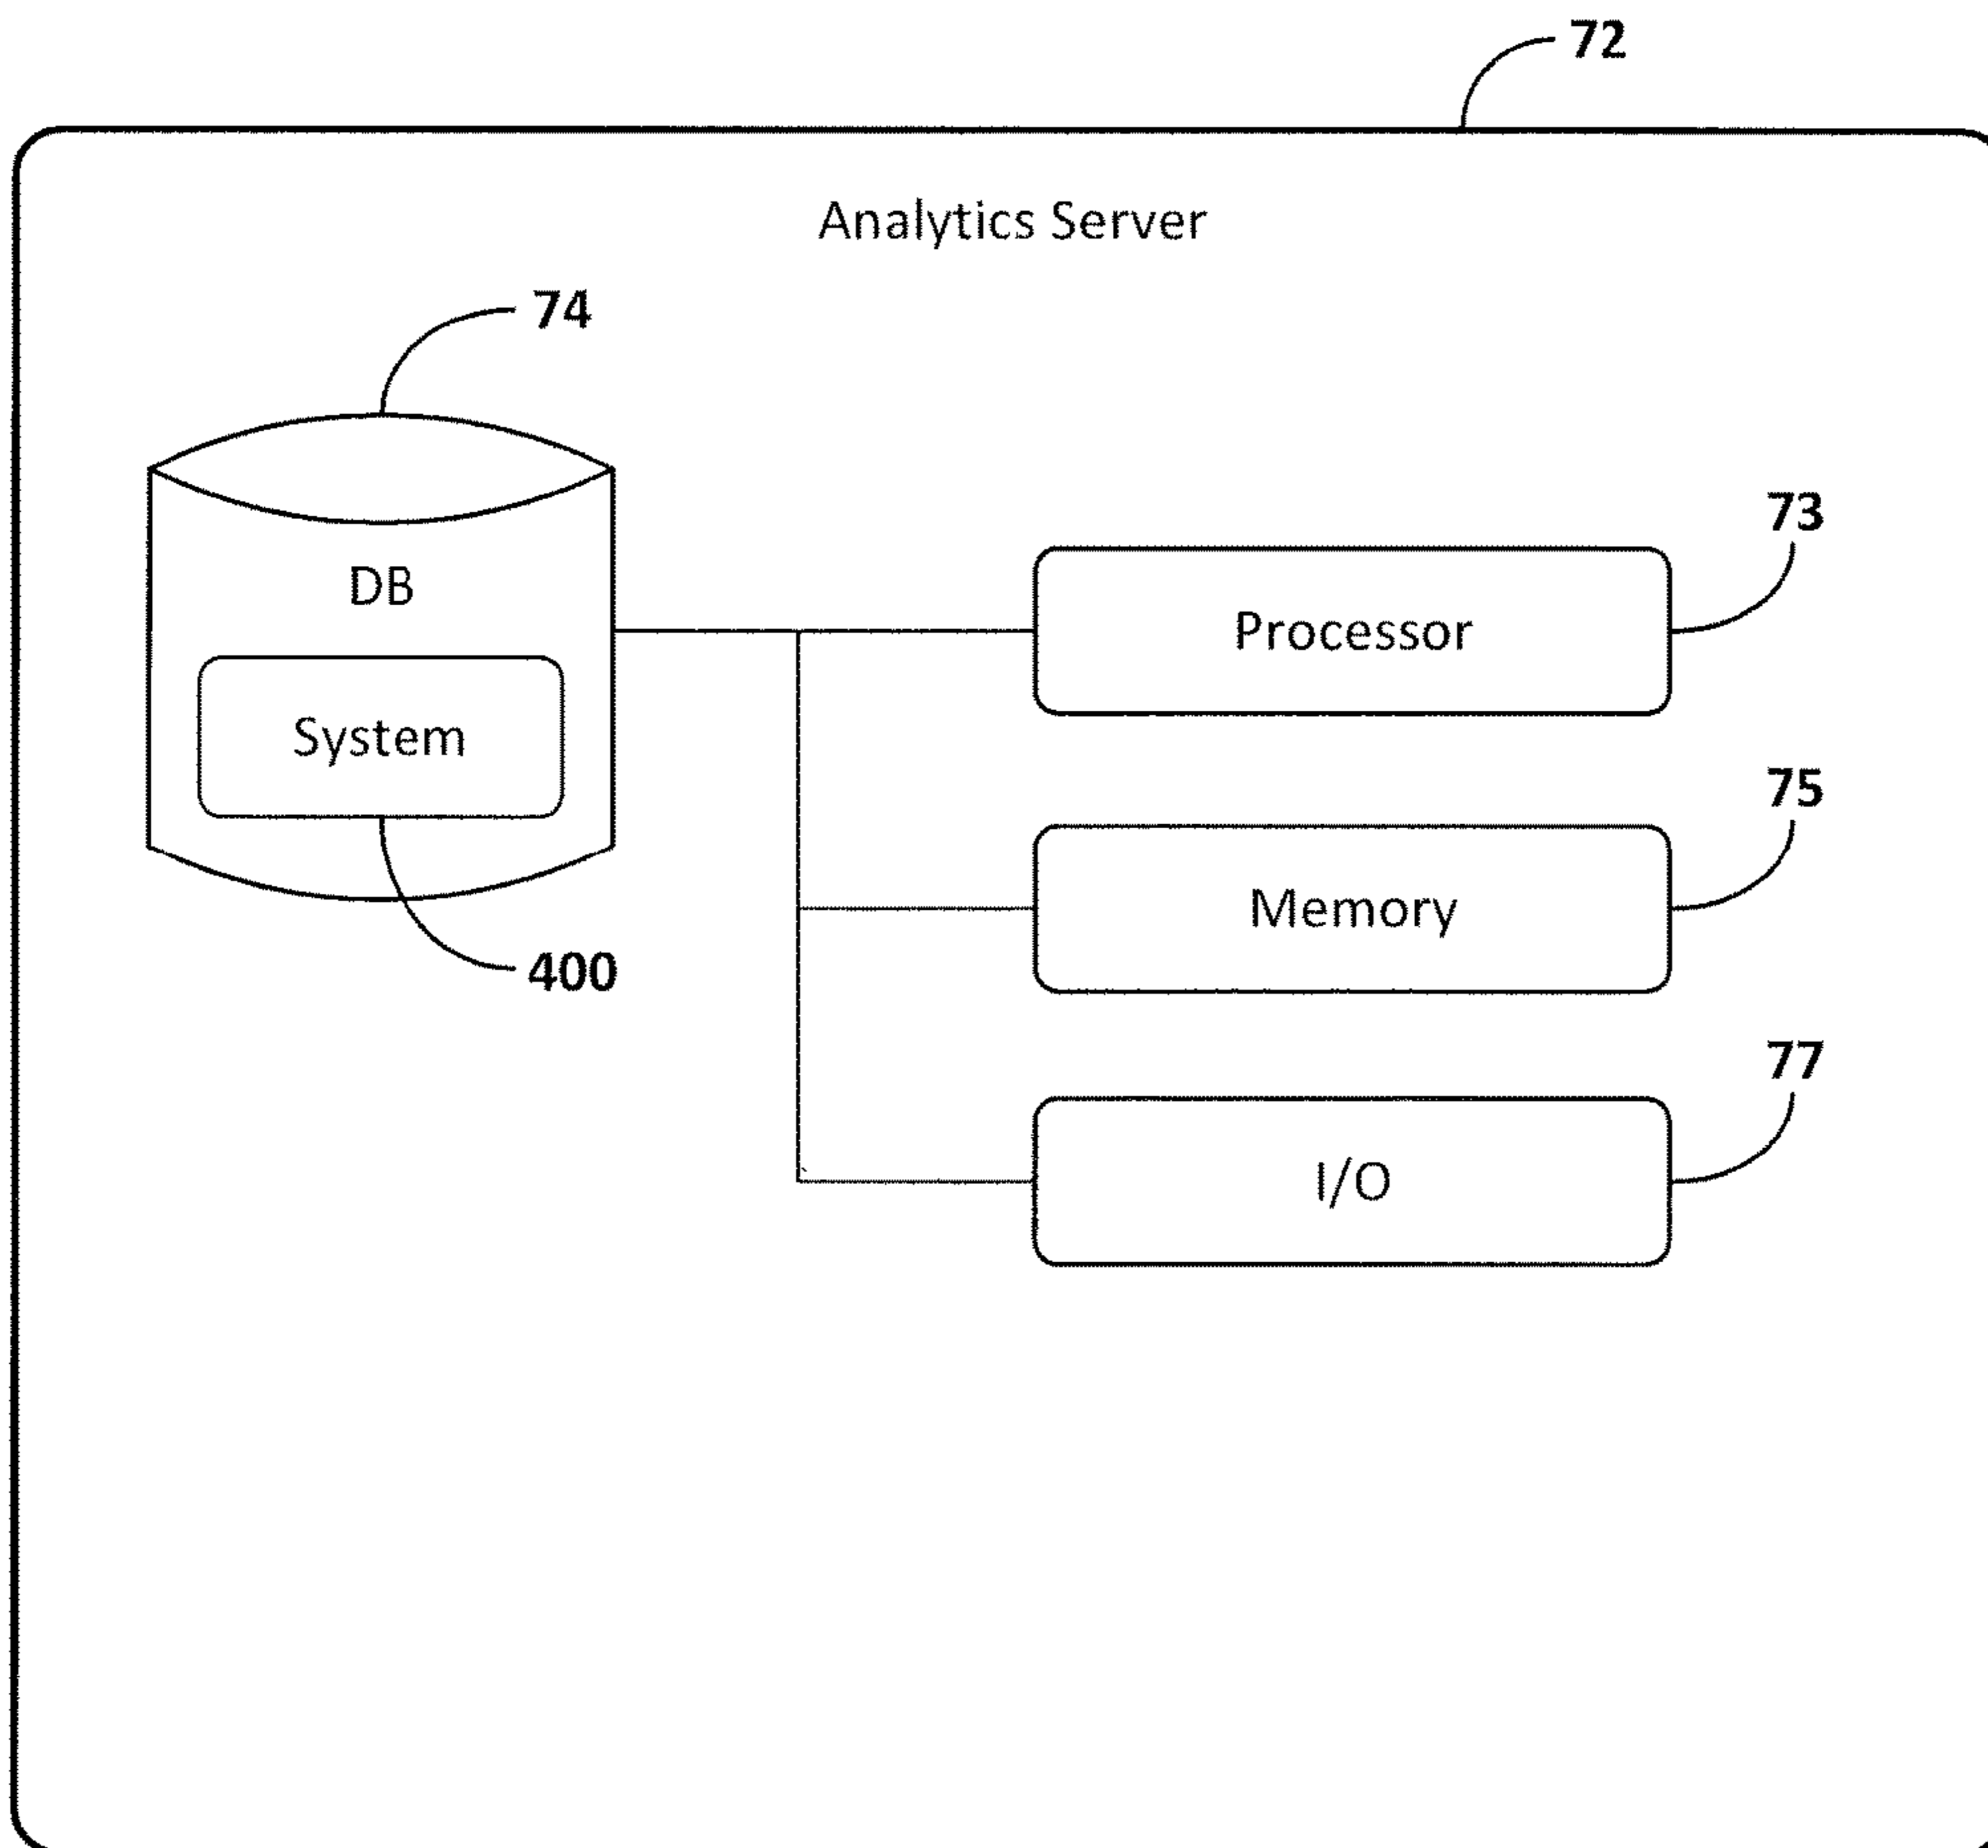 72
Analytics Server
74
DB
System
400
73
Processor
75
Memory
77
I/O